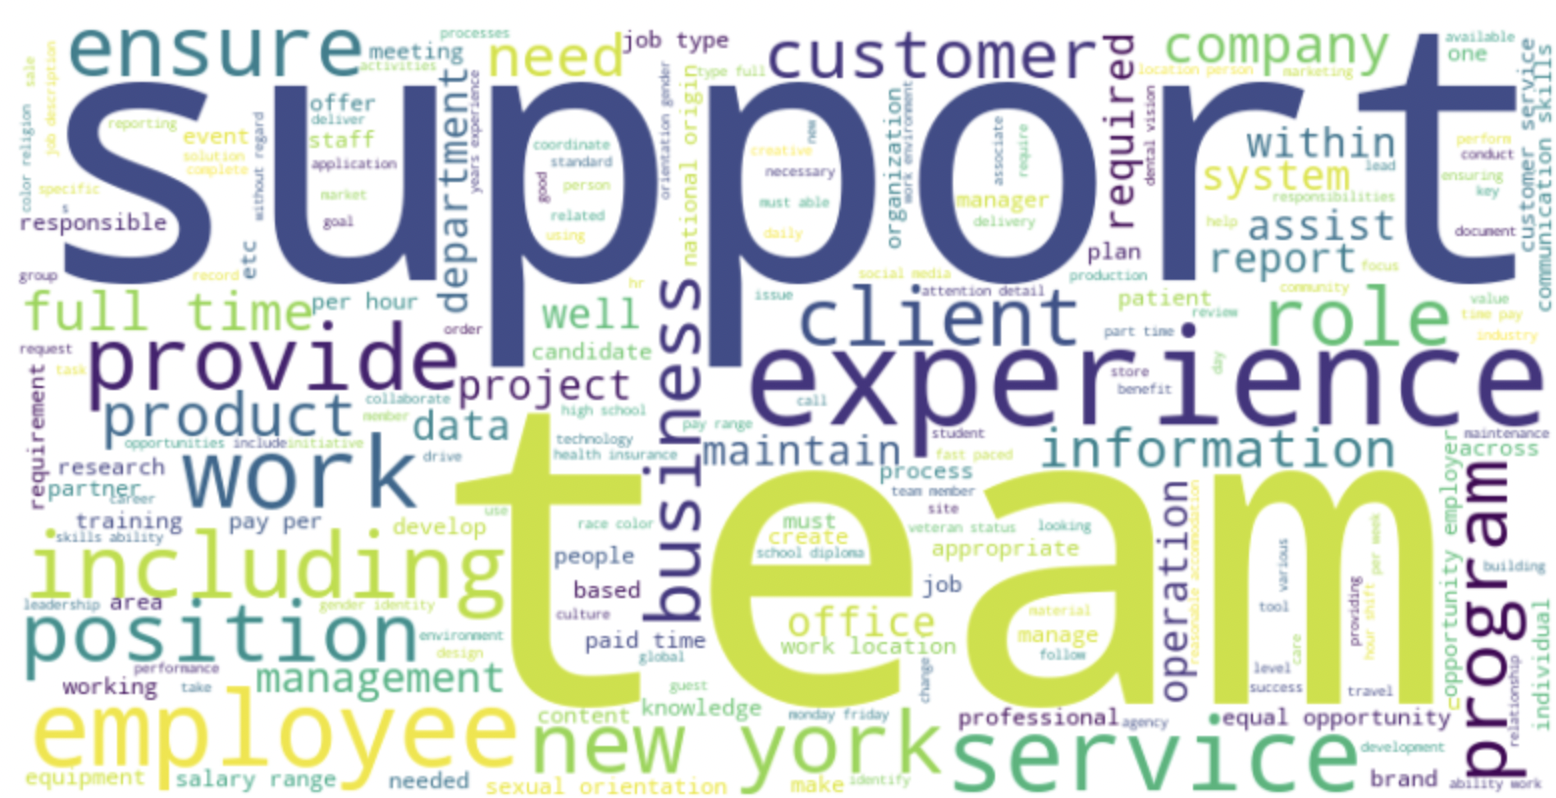 ensure
meeting
processes
activities
need
job type
customer
required
company
location person
marketing
available
one
customer service
communication skills
sale
job description
color religion
support
reporting
event
solution
complete
without regard
offer
deliver
staff
application
market
goal
department
years experience
coordinate
standard
good
person
related
using
orientation gender
national origin
type full
new
creative
necessary
must able
daily
organization
work environment
associate
require
manager
delivery
dental vision
within
lead
system
responsibilities
help
assist
report
focus
perform
conduct
ensuring
key
document
specific
s
responsible
group
etc
record
plan
production
social media
attention detail
hr
issue
community
full time
per hour
order
well
candidate
business
client
patient
review
part time
role
value
time pay
industry
request
task
provide
project
experience
store
benefit
day
call
requirement
product
collaborate
member
data
high school
pay range
opportunities
include
initiative
technology
health insurance
maintain
student
fast paced
information
maintenance
across
research
work
drive
partner
career
process
team member
site
training
pay per
develop
use
skills ability
race color
team
must
create
school diploma
veteran status
looking
appropriate
operation
reasonable accommodation
various
per week
opportunity employer
program
building
including
people
based
job
tool
providing
hour shift
leadership
area
gender identity
culture
office
material
manage
follow
care
individual
position
environment
design
paid time
global
work location
level
success
travel
performance
working
take
management
guest
change
relationship
employee
content
knowledge
monday friday
professional
agency
equal opportunity
new york
service
development
equipment
salary range
needed
sexual orientation
make
identify
brand
ability work